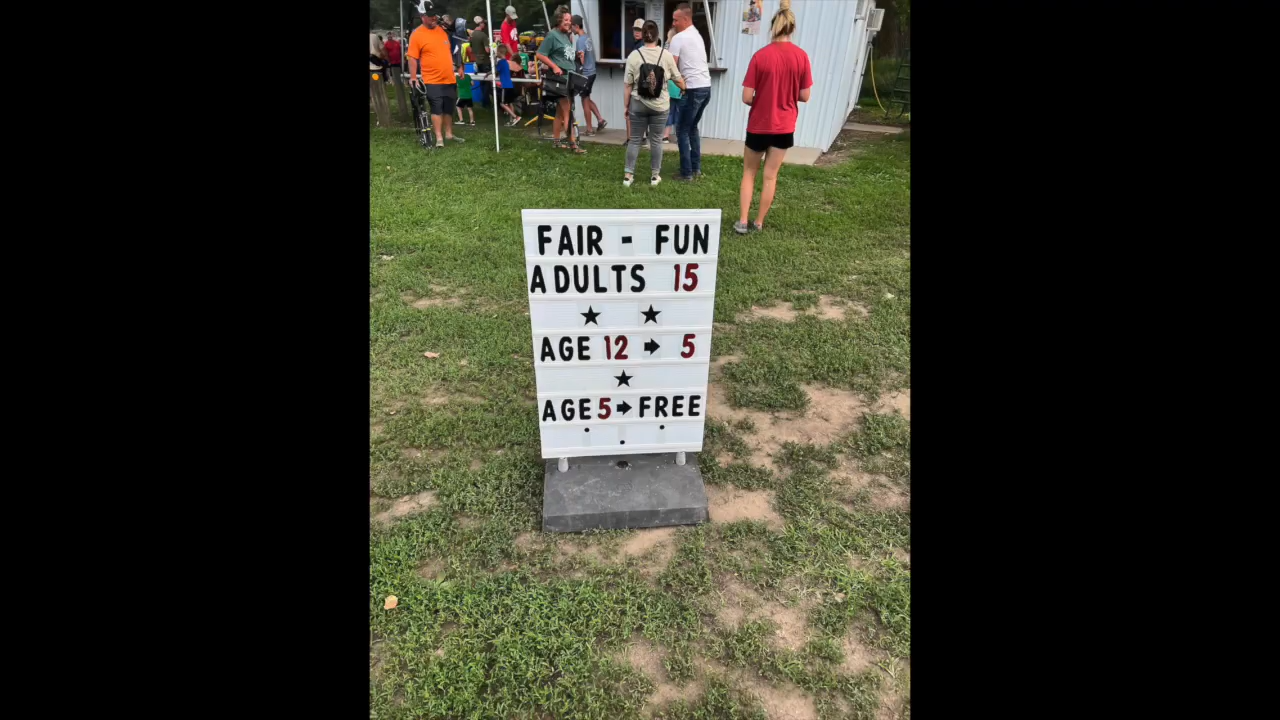 FAIR - FUN
ADULTS 15
★ ★
AGE 12 → 5
★
AGE 5 → FREE